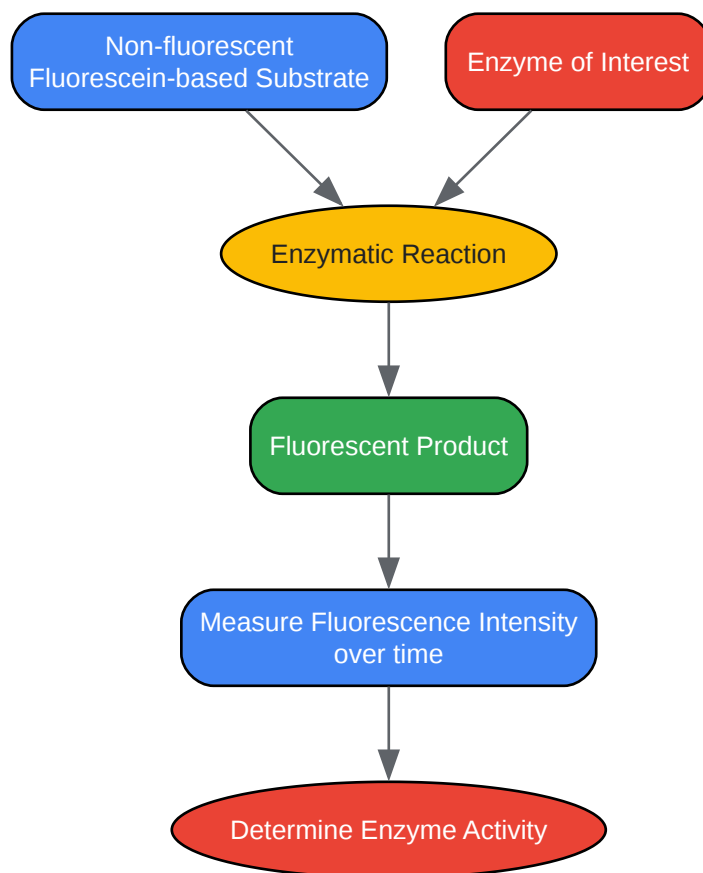 Non-fluorescent
Fluorescein-based Substrate
Enzyme of Interest
Enzymatic Reaction
Fluorescent Product
Measure Fluorescence Intensity
over time
Determine Enzyme Activity